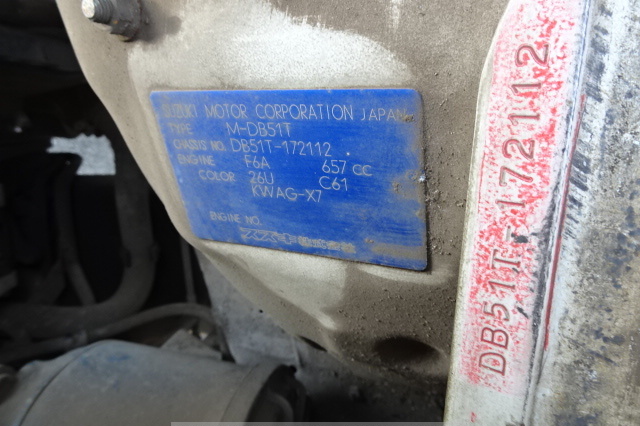 SUZUKI MOTOR CORPORATION JAPAN
TYPE M-DB51T
CHASSIS NO. DB51T-172112
ENGINE F6A 657 CC
COLOR 26U C61
KWAG-X7
ENGINE NO.
DB51T-172112